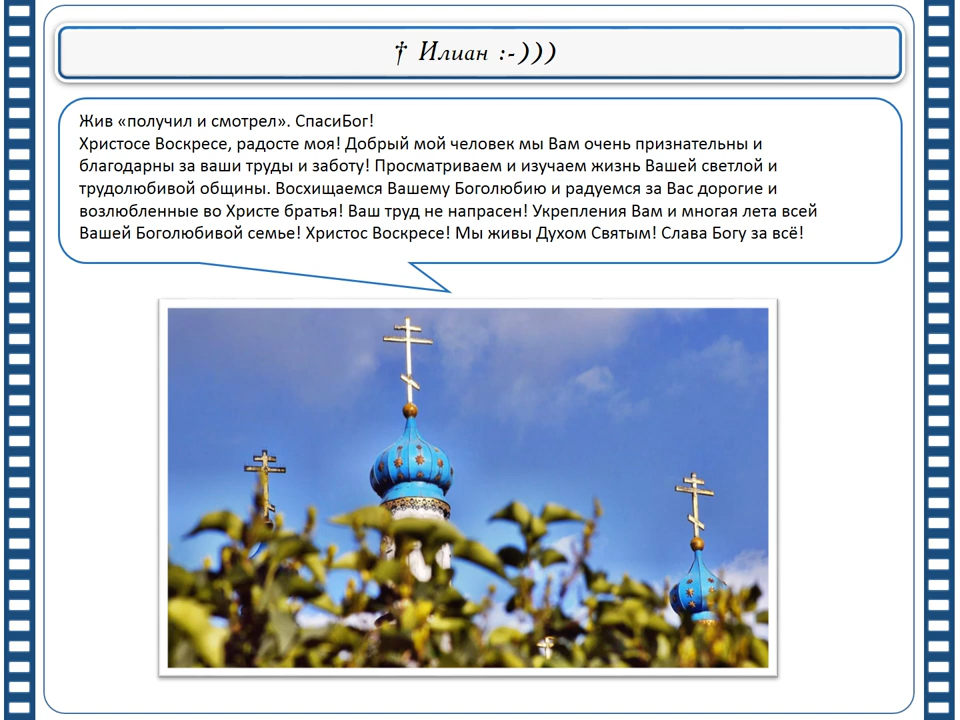 † Илиан :-)))
Жив «получил и смотрел». СпасиБог!
Христосе Воскресе, радосте моя! Добрый мой человек мы Вам очень признательны и
благодарны за ваши труды и заботу! Просматриваем и изучаем жизнь Вашей светлой и
трудолюбивой общины. Восхищаемся Вашему Боголюбию и радуемся за Вас дорогие и
возлюбленные во Христе братья! Ваш труд не напрасен! Укрепления Вам и многая лета всей
Вашей Боголюбивой семье! Христос Воскресе! Мы живы Духом Святым! Слава Богу за всё!